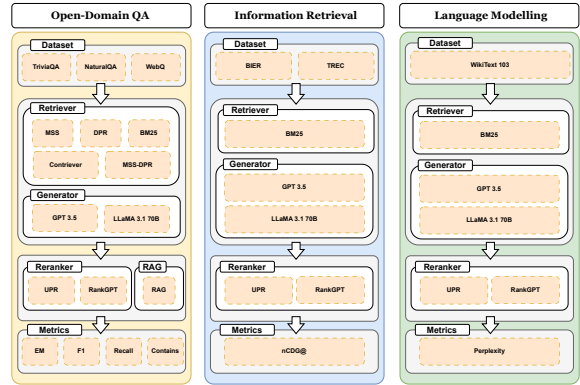 Open-Domain QA
Dataset
TriviaQA NaturalQA WebQ
Retriever
MSS DPR BM25
Contriever MSS-DPR
Generator
GPT 3.5 LLaMA 3.1 70B
Reranker RAG
UPR RankGPT RAG
Metrics
EM F1 Recall Contains
Information Retrieval
Dataset
BIER TREC
Retriever
BM25
Generator
GPT 3.5
LLaMA 3.1 70B
Reranker
UPR RankGPT
Metrics
nCDG@
Language Modelling
Dataset
WikiText 103
Retriever
BM25
Generator
GPT 3.5
LLaMA 3.1 70B
Reranker
UPR RankGPT
Metrics
Perplexity